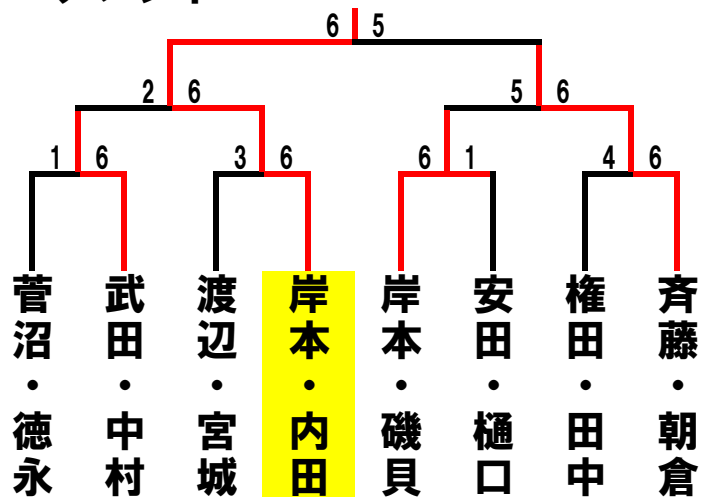 6 5
2 6
5 6
1 6
3 6
6 1
4 6
菅沼・徳永
武田・中村
渡辺・宮城
岸本・内田
岸本・磯貝
安田・樋口
権田・田中
斉藤・朝倉